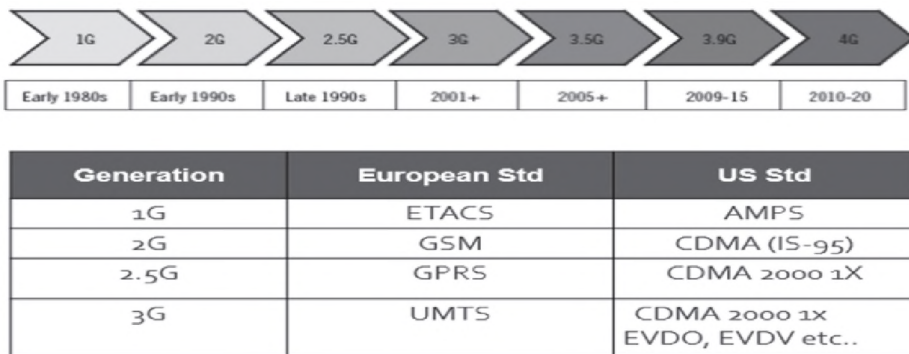 1G 2G 2.5G 3G 3.5G 3.9G 4G
Early 1980s Early 1990s Late 1990s 2001+ 2005+ 2009-15 2010-20
Generation European Std US Std
1G ETACS AMPS
2G GSM CDMA (IS-95)
2.5G GPRS CDMA 2000 1X
3G UMTS CDMA 2000 1x
EVDO, EVDV etc..